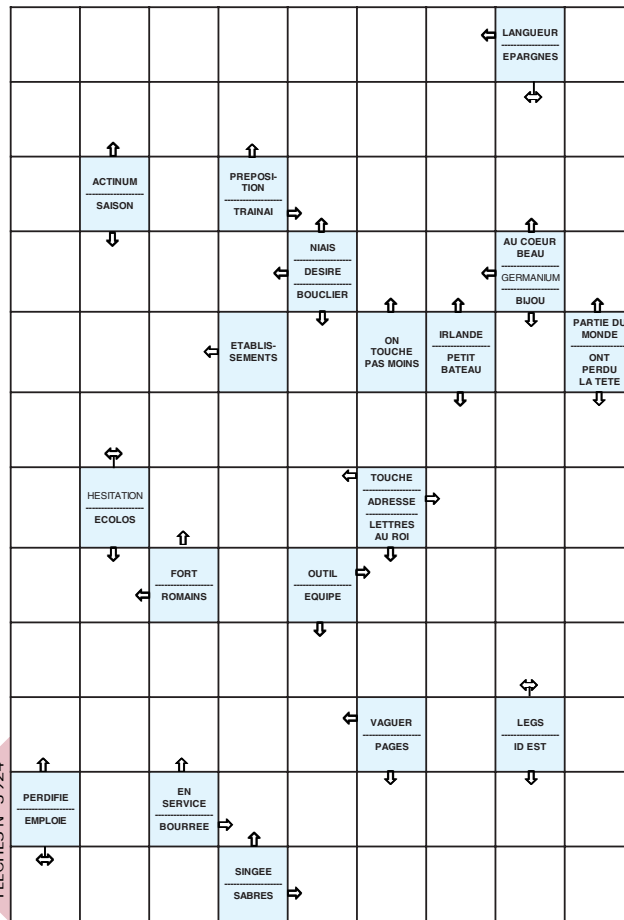 LANGUEUR
EPARGNES
ACTINUM
SAISON
PREPOSI-
TION
TRAINAI
NIAIS
DESIRE
BOUCLIER
AU COEUR
BEAU
GERMANIUM
BIJOU
ETABLIS-
SEMENTS
ON
TOUCHE
PAS MOINS
IRLANDE
PETIT
BATEAU
PARTIE DU
MONDE
ONT
PERDU
LA TETE
HESITATION
ECOLOS
TOUCHE
ADRESSE
LETTRES
AU ROI
FORT
ROMAINS
OUTIL
EQUIPE
VAGUER
PAGES
LEGS
ID EST
PERDIFIE
EMPLOIE
EN
SERVICE
BOURREE
SINGEE
SABRES